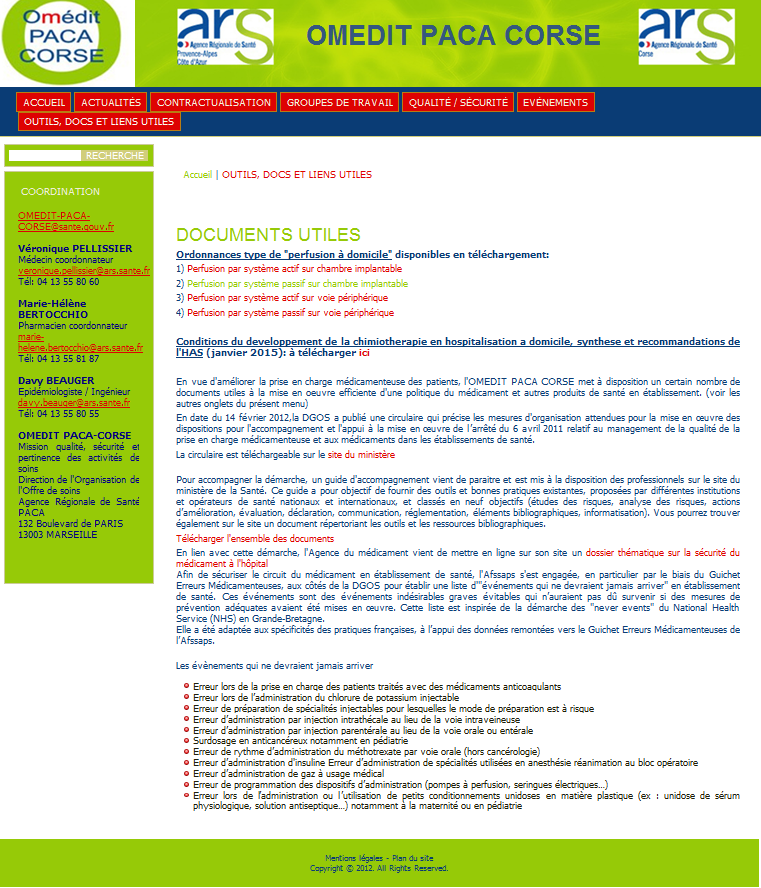 Omédit
PACA
CORSE
ars
Agence Régionale de Santé
Provence-Alpes
Côte d'Azur
OMEDIT PACA CORSE
ars
Agence Régionale de Santé
Corse
ACCUEIL
ACTUALITÉS
CONTRACTUALISATION
GROUPES DE TRAVAIL
QUALITÉ / SÉCURITÉ
EVÉNEMENTS
OUTILS, DOCS ET LIENS UTILES
RECHERCHE
COORDINATION
OMEDIT-PACA-
CORSE@sante.gouv.fr
Véronique PELLISSIER
Médecin coordonnateur
veronique.pellissier@ars.sante.fr
Tél: 04 13 55 80 60
Marie-Hélène
BERTOCCHIO
Pharmacien coordonnateur
marie-
helene.bertocchio@ars.sante.fr
Tél: 04 13 55 81 87
Davy BEAUGER
Epidémiologiste / Ingénieur
davy.beauger@ars.sante.fr
Tél: 04 13 55 80 55
OMEDIT PACA-CORSE
Mission qualité, sécurité et
pertinence des activités de
soins
Direction de l'Organisation de
l'Offre de soins
Agence Régionale de Santé
PACA
132 Boulevard de PARIS
13003 MARSEILLE
Accueil | OUTILS, DOCS ET LIENS UTILES
DOCUMENTS UTILES
Ordonnances type de "perfusion à domicile" disponibles en téléchargement:
1) Perfusion par système actif sur chambre implantable
2) Perfusion par système passif sur chambre implantable
3) Perfusion par système actif sur voie périphérique
4) Perfusion par système passif sur voie périphérique
Conditions du developpement de la chimiotherapie en hospitalisation a domicile, synthese et recommandations de
l'HAS (janvier 2015): à télécharger ici
En vue d'améliorer la prise en charge médicamenteuse des patients, l'OMEDIT PACA CORSE met à disposition un certain nombre de
documents utiles à la mise en oeuvre efficiente d'une politique du médicament et autres produits de santé en établissement. (voir les
autres onglets du présent menu)
En date du 14 février 2012,la DGOS a publié une circulaire qui précise les mesures d'organisation attendues pour la mise en œuvre des
dispositions pour l'accompagnement et l'appui à la mise en œuvre de l'arrêté du 6 avril 2011 relatif au management de la qualité de la
prise en charge médicamenteuse et aux médicaments dans les établissements de santé.
La circulaire est téléchargeable sur le site du ministère
Pour accompagner la démarche, un guide d'accompagnement vient de paraitre et est mis à la disposition des professionnels sur le site du
ministère de la Santé. Ce guide a pour objectif de fournir des outils et bonnes pratiques existantes, proposées par différentes institutions
et opérateurs de santé nationaux et internationaux, et classés en neuf objectifs (études des risques, analyse des risques, actions
d'amélioration, évaluation, déclaration, communication, réglementation, éléments bibliographiques, informatisation). Vous pourrez trouver
également sur le site un document répertoriant les outils et les ressources bibliographiques.
Télécharger l'ensemble des documents
En lien avec cette démarche, l'Agence du médicament vient de mettre en ligne sur son site un dossier thématique sur la sécurité du
médicament à l'hôpital
Afin de sécuriser le circuit du médicament en établissement de santé, l'Afssaps s'est engagée, en particulier par le biais du Guichet
Erreurs Médicamenteuses, aux côtés de la DGOS pour établir une liste d'"événements qui ne devraient jamais arriver" en établissement
de santé. Ces événements sont des événements indésirables graves évitables qui n'auraient pas dû survenir si des mesures de
prévention adéquates avaient été mises en œuvre. Cette liste est inspirée de la démarche des "never events" du National Health
Service (NHS) en Grande-Bretagne.
Elle a été adaptée aux spécificités des pratiques françaises, à l'appui des données remontées vers le Guichet Erreurs Médicamenteuses de
l'Afssaps.
Les évènements qui ne devraient jamais arriver
Erreur lors de la prise en charge des patients traités avec des médicaments anticoagulants
Erreur lors de l'administration du chlorure de potassium injectable
Erreur de préparation de spécialités injectables pour lesquelles le mode de préparation est à risque
Erreur d'administration par injection intrathécale au lieu de la voie intraveineuse
Erreur d'administration par injection parentérale au lieu de la voie orale ou entérale
Surdosage en anticancéreux notamment en pédiatrie
Erreur de rythme d'administration du méthotrexate par voie orale (hors cancérologie)
Erreur d'administration d'insuline Erreur d'administration de spécialités utilisées en anesthésie réanimation au bloc opératoire
Erreur d'administration de gaz à usage médical
Erreur de programmation des dispositifs d'administration (pompes à perfusion, seringues électriques...)
Erreur lors de l'administration ou l'utilisation de petits conditionnements unidoses en matière plastique (ex : unidose de sérum
physiologique, solution antiseptique...) notamment à la maternité ou en pédiatrie
Mentions légales - Plan du site
Copyright © 2012. All Rights Reserved.